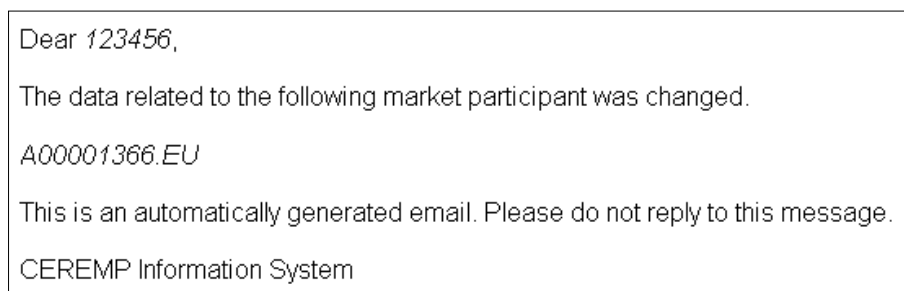 Dear 123456,
The data related to the following market participant was changed.
A00001366.EU
This is an automatically generated email. Please do not reply to this message.
CEREMP Information System